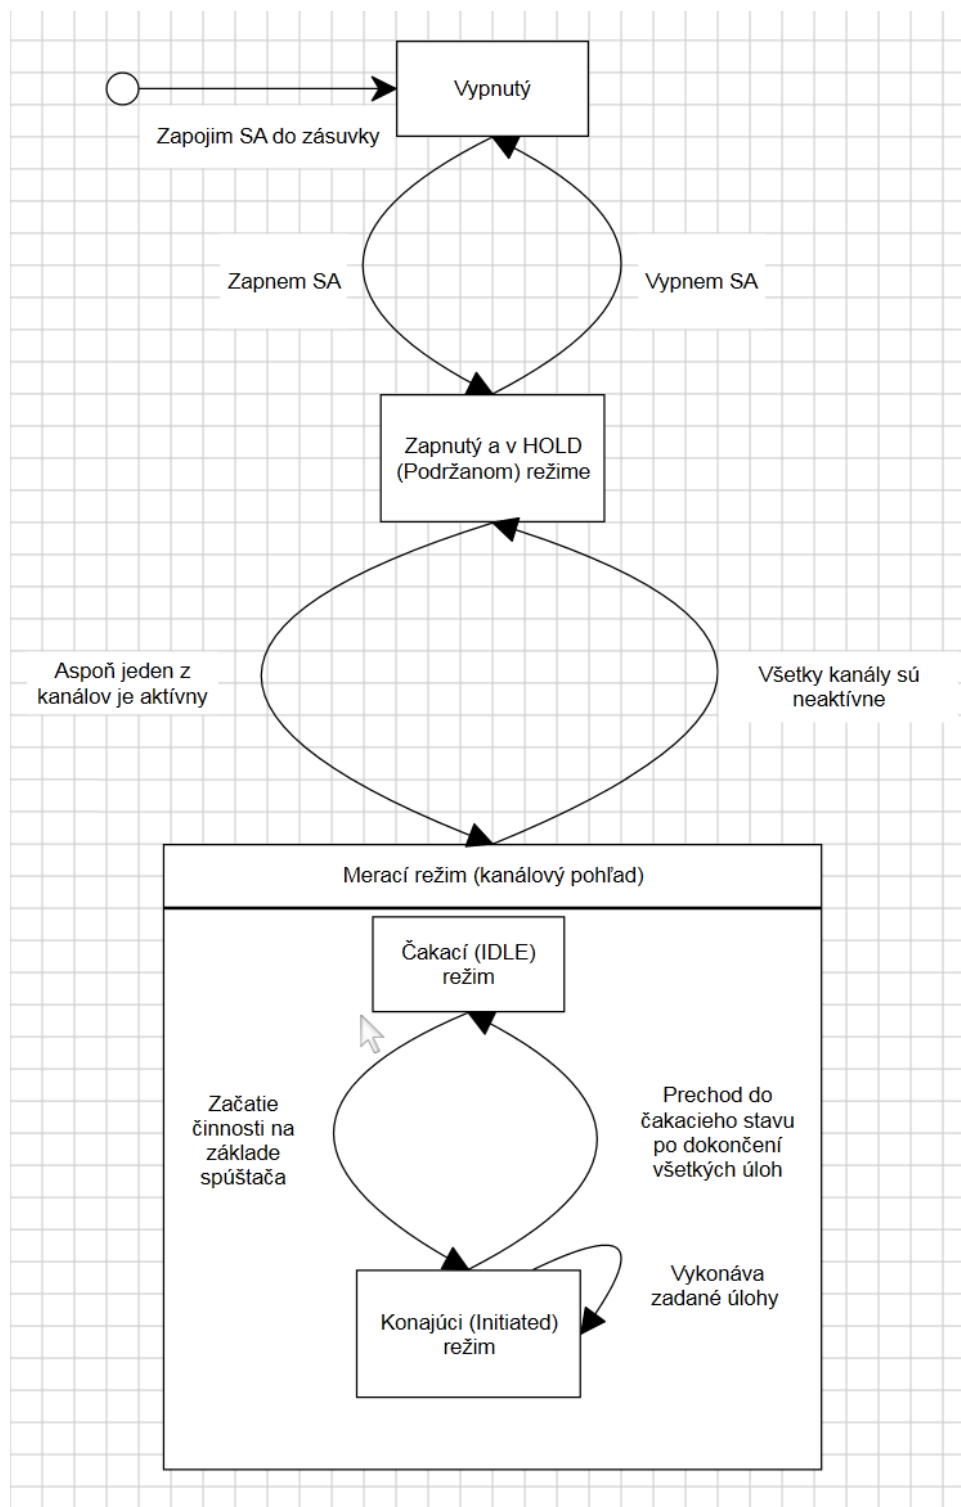 Vypnutý
Zapojim SA do zásuvky
Zapnem SA
Vypnem SA
Zapnutý a v HOLD
(Podržanom) režime
Aspoň jeden z
kanálov je aktívny
Všetky kanály sú
neaktívne
Merací režim (kanálový pohľad)
Čakací (IDLE)
režim
Začatie
činnosti na
základe
spúštača
Prechod do
čakacieho stavu
po dokončení
všetkých úloh
Vykonáva
zadané úlohy
Konajúci (Initiated)
režim